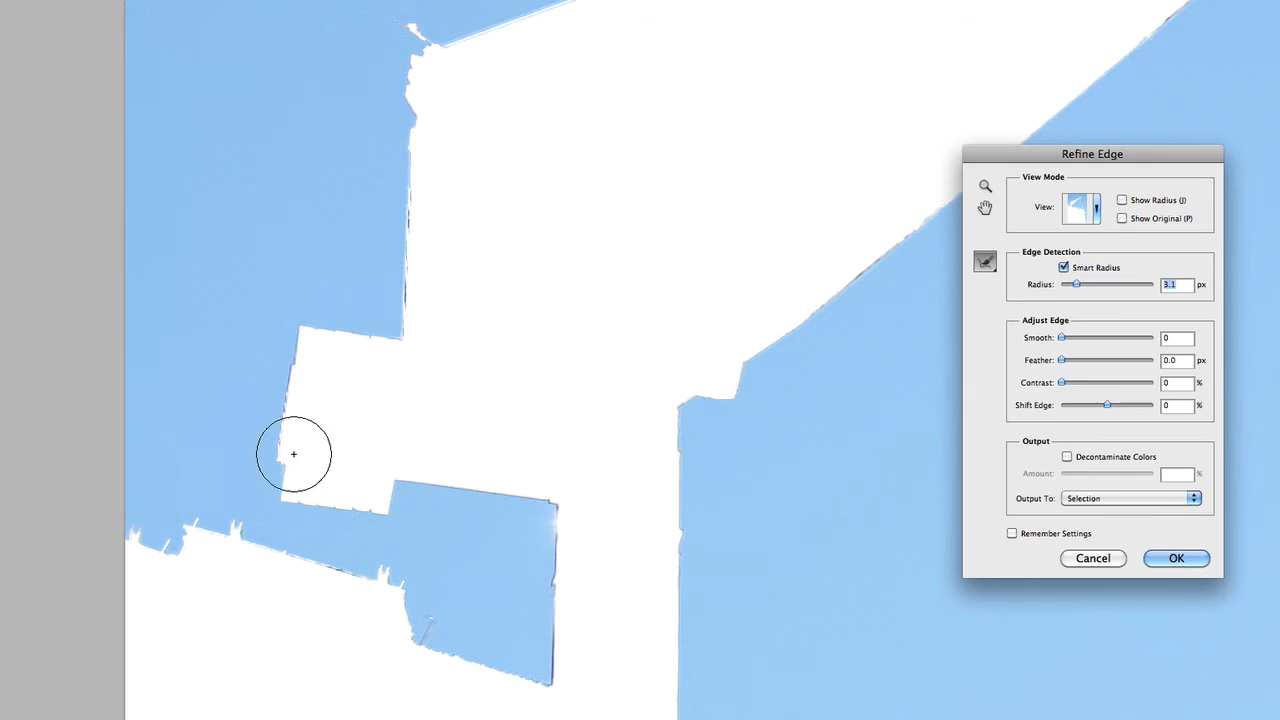 Refine Edge
View Mode
View:
Show Radius (J)
Show Original (P)
Edge Detection
Smart Radius
Radius: 3.1 px
Adjust Edge
Smooth: 0
Feather: 0.0 px
Contrast: 0 %
Shift Edge: 0 %
Output
Decontaminate Colors
Amount: %
Output To: Selection
Remember Settings
Cancel OK